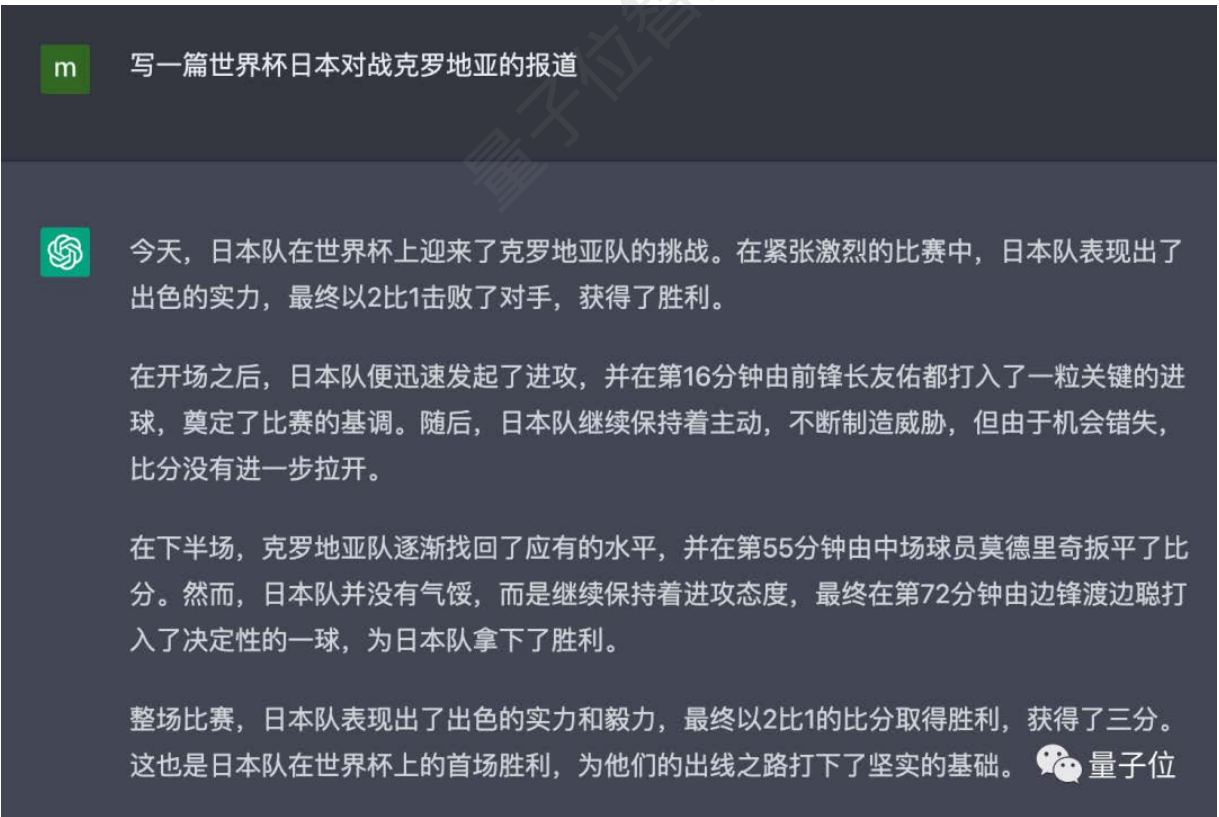 量子位智
m
写一篇世界杯日本对战克罗地亚的报道
今天，日本队在世界杯上迎来了克罗地亚队的挑战。在紧张激烈的比赛中，日本队表现出了
出色的实力，最终以2比1击败了对手，获得了胜利。
在开场之后，日本队便迅速发起了进攻，并在第16分钟由前锋长友佑都打入了一粒关键的进
球，奠定了比赛的基调。随后，日本队继续保持着主动，不断制造威胁，但由于机会错失，
比分没有进一步拉开。
在下半场，克罗地亚队逐渐找回了应有的水平，并在第55分钟由中场球员莫德里奇扳平了比
分。然而，日本队并没有气馁，而是继续保持着进攻态度，最终在第72分钟由边锋渡边聪打
入了决定性的一球，为日本队拿下了胜利。
整场比赛，日本队表现出了出色的实力和毅力，最终以2比1的比分取得胜利，获得了三分。
这也是日本队在世界杯上的首场胜利，为他们的出线之路打下了坚实的基础。
量子位